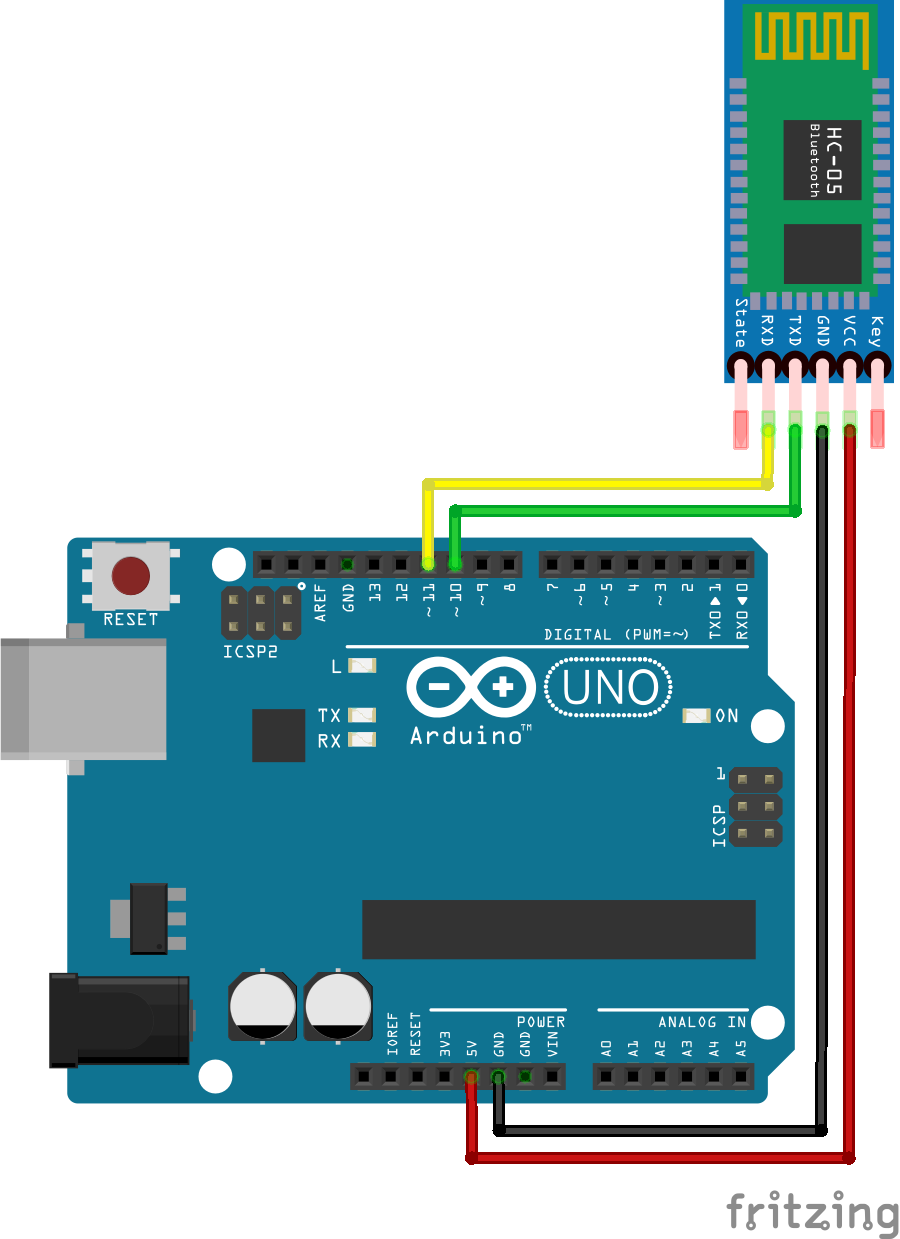 HC-05
Bluetooth
State
RXD
TXD
GND
VCC
Key
RESET
ICSP2
AREF
GND
13
12
~11
~10
~9
8
7
~6
~5
4
~3
2
TX0▶1
RX0◀0
DIGITAL (PWM=~)
L
TX
RX
Arduino™
UNO
ON
1
ICSP
IOREF
RESET
3V3
5V
GND
GND
VIN
POWER
ANALOG IN
A0
A1
A2
A3
A4
A5
fritzing